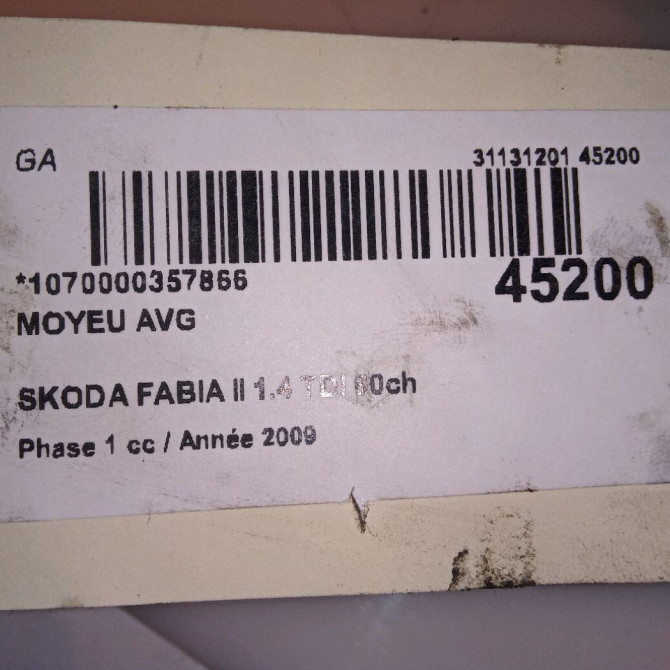 GA
31131201 45200
*1070000357866
45200
MOYEU AVG
SKODA FABIA II 1.4 TDI
Phase 1 cc / Année 2009